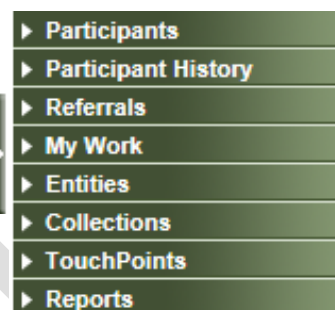 Participants
Participant History
Referrals
My Work
Entities
Collections
TouchPoints
Reports